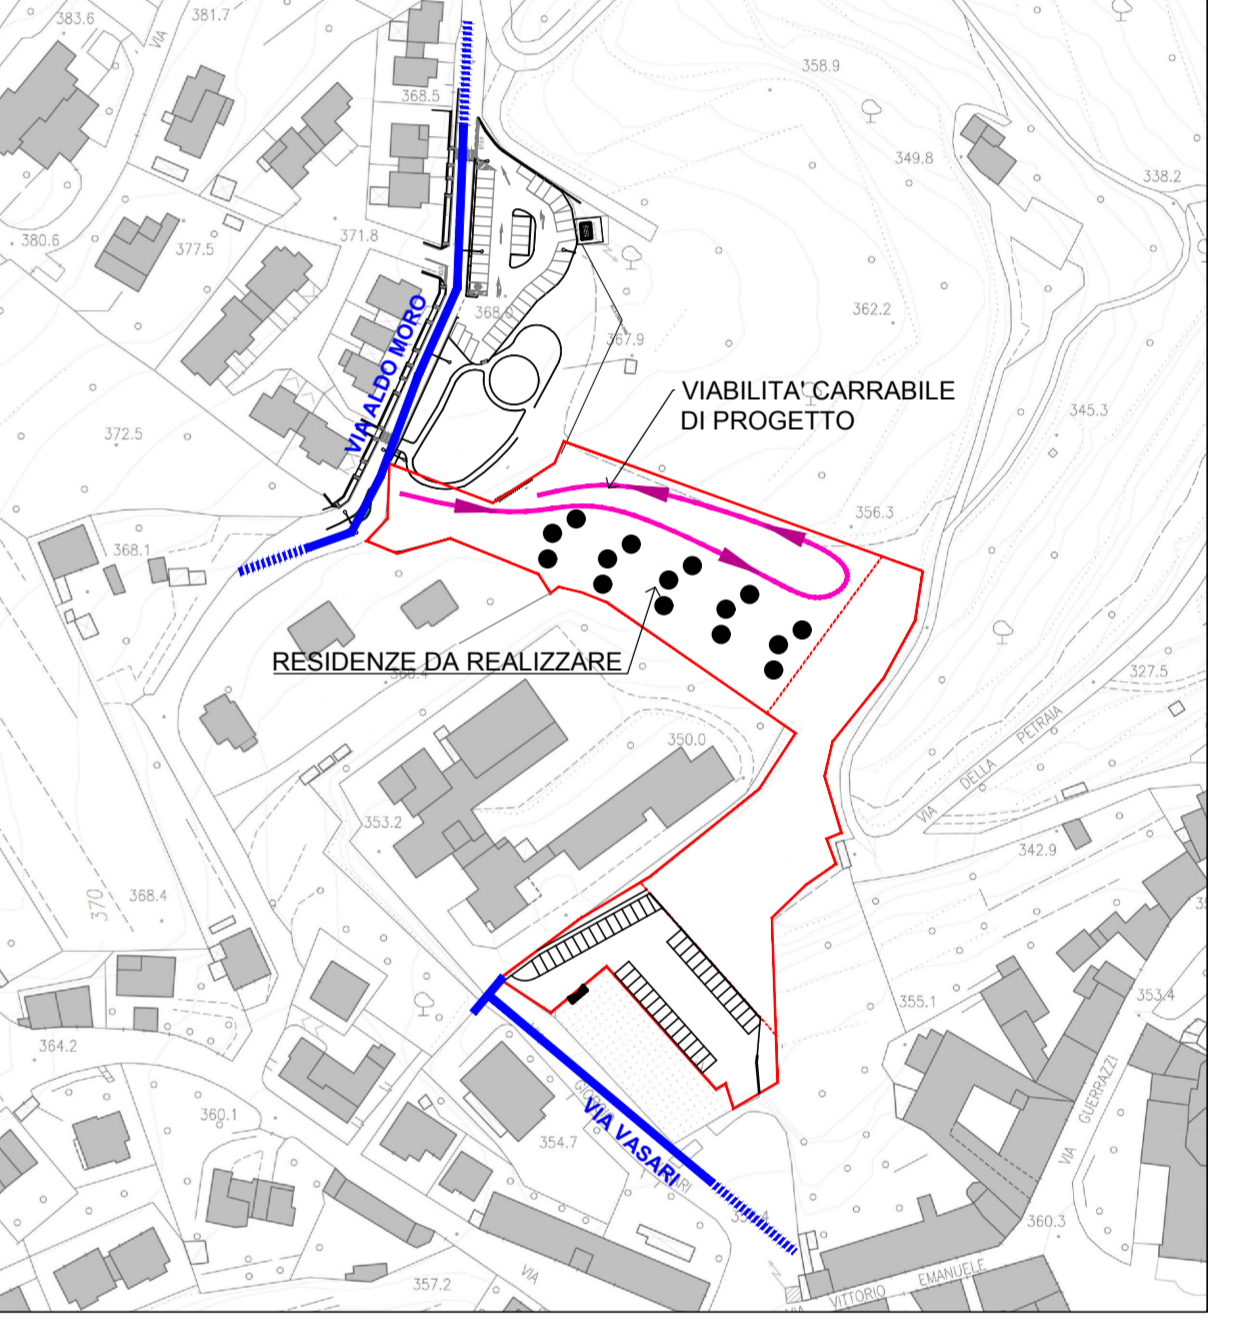 383.6
381.7
VIA
358.9
368.5
349.8
338.2
380.6
377.5
371.8
362.2
368.0
367.9
VIA ALDO MORO
VIABILITA' CARRABILE
DI PROGETTO
345.3
372.5
356.3
368.1
RESIDENZE DA REALIZZARE
327.5
350.0
VIA DELLA PETRAIA
353.2
342.9
370
368.4
355.1
353.4
364.2
VIA GUERRAZZI
360.1
VIA VASARI
354.7
360.3
357.2
VIA
VIA VITTORIO EMANUELE